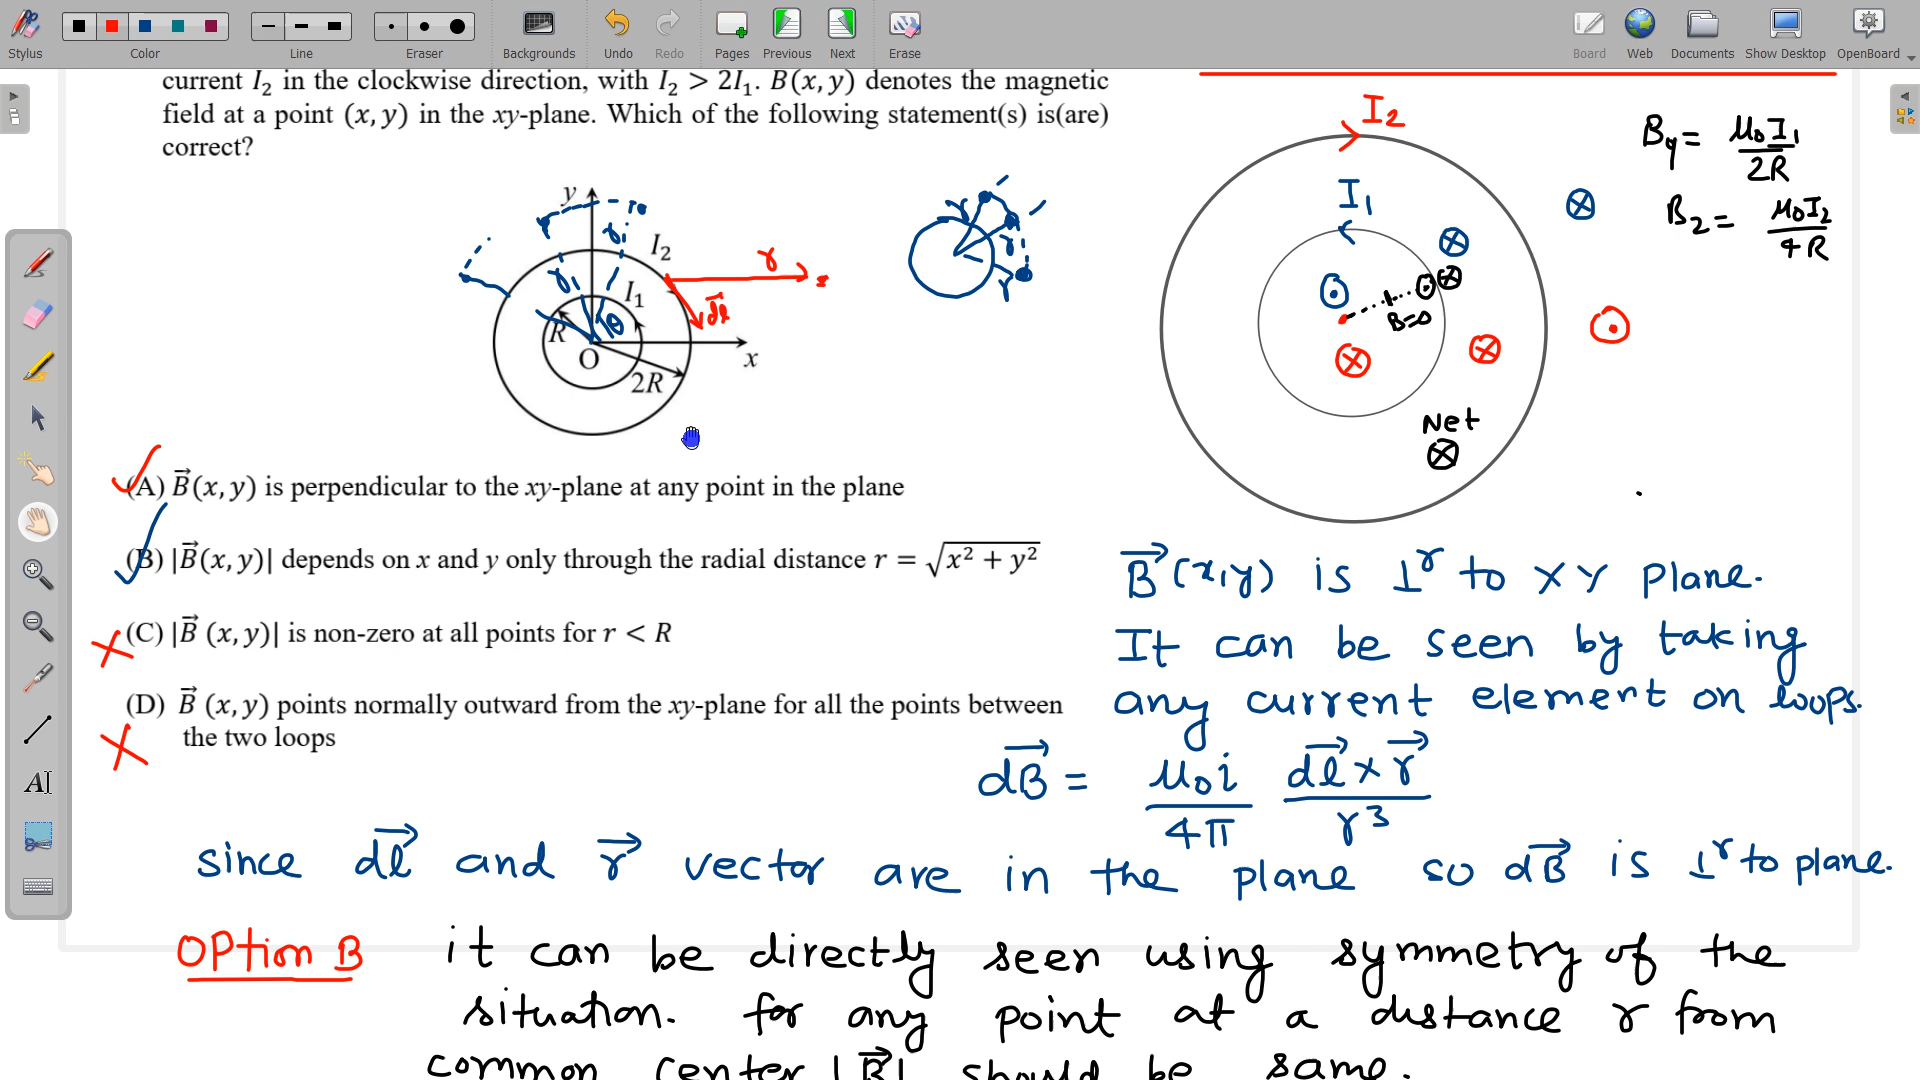 Stylus
Color
Line
Eraser
Backgrounds
Undo
Redo
Pages
Previous
Next
Erase
Board
Web
Documents
Show Desktop
OpenBoard
current I₂ in the clockwise direction, with I₂ > 2I₁. B(x, y) denotes the magnetic
field at a point (x, y) in the xy-plane. Which of the following statement(s) is(are)
correct?
y
r
I₂
I₁
R
O
2R
x
θ
dl
r
I₂
I₁
B=0
Net
By = μ₀I₁/2R
B₂ = μ₀I₂/4R
(A) B⃗(x, y) is perpendicular to the xy-plane at any point in the plane
(B) |B⃗(x, y)| depends on x and y only through the radial distance r = √(x² + y²)
(C) |B⃗ (x, y)| is non-zero at all points for r < R
(D) B⃗ (x, y) points normally outward from the xy-plane for all the points between
the two loops
B⃗(x,y) is ⊥ʳ to XY plane.
It can be seen by taking
any current element on loops.
dB⃗ = μ₀i/4π dl⃗ × r⃗/r³
since dl⃗ and r⃗ vector are in the plane so dB⃗ is ⊥ʳ to plane.
OPtion B it can be directly seen using symmetry of the
situation. for any point at a distance r from
common center |B⃗| should be same.